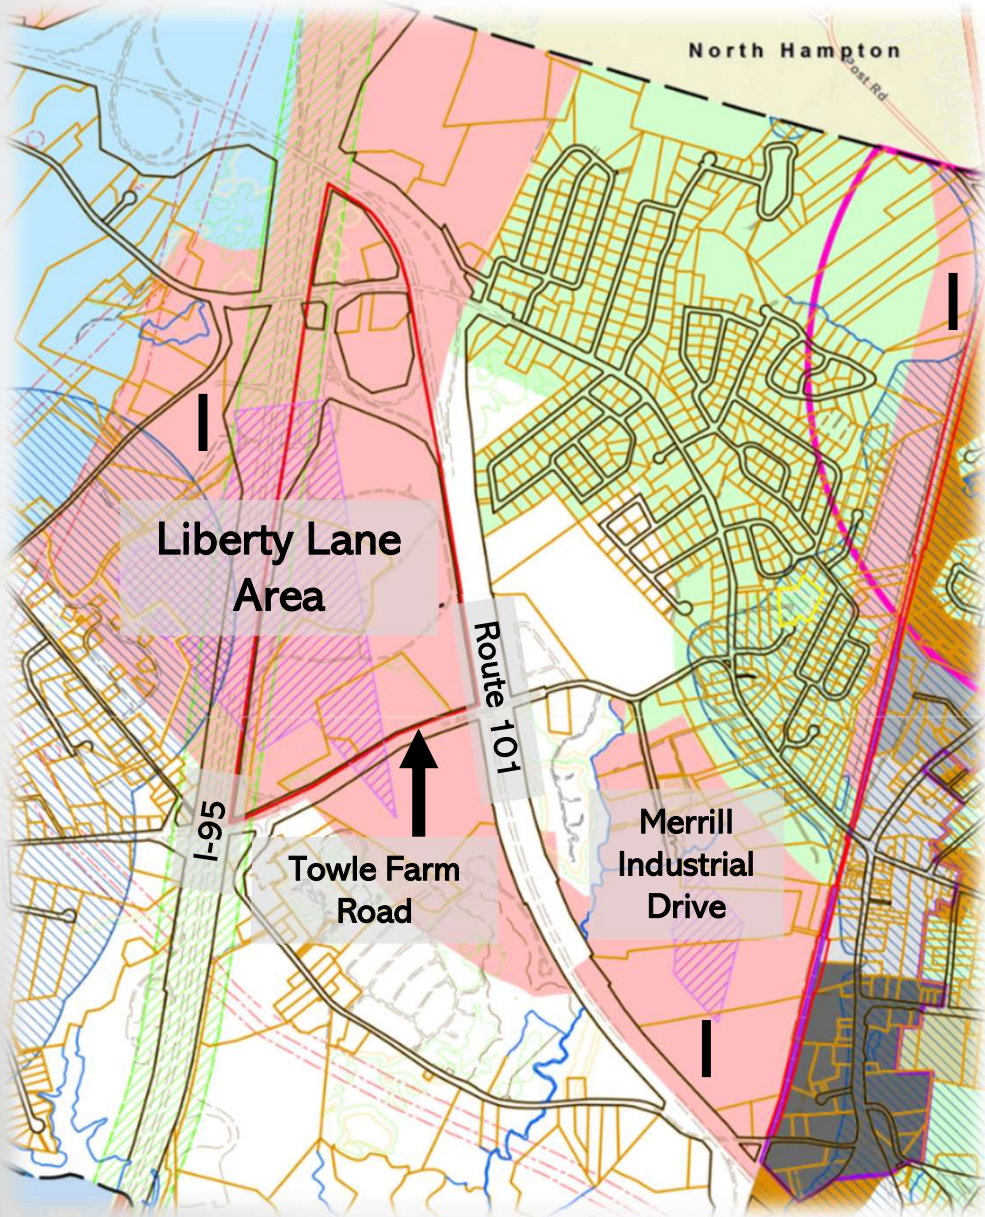 North Hampton
Post Rd
I
I
Liberty Lane
Area
Route 101
I-95
Towle Farm
Road
Merrill
Industrial
Drive
I